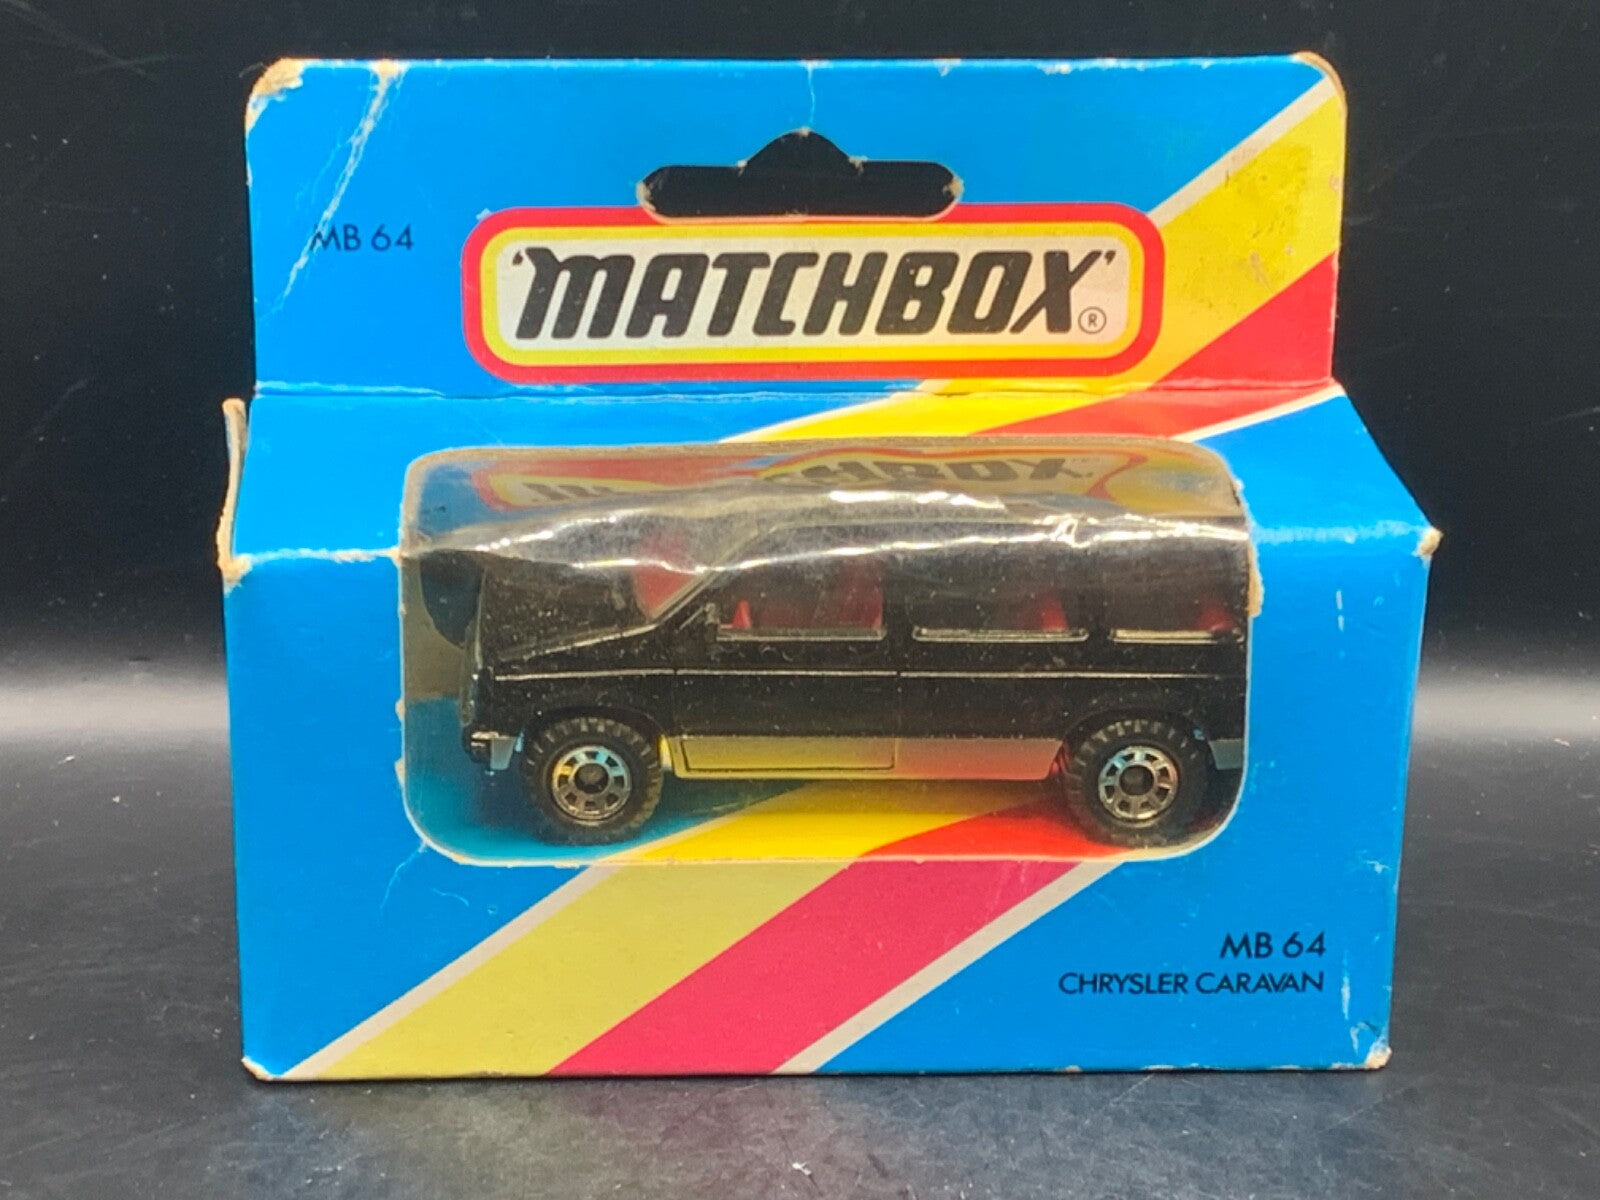 MB 64
'MATCHBOX'®
MB 64
CHRYSLER CARAVAN